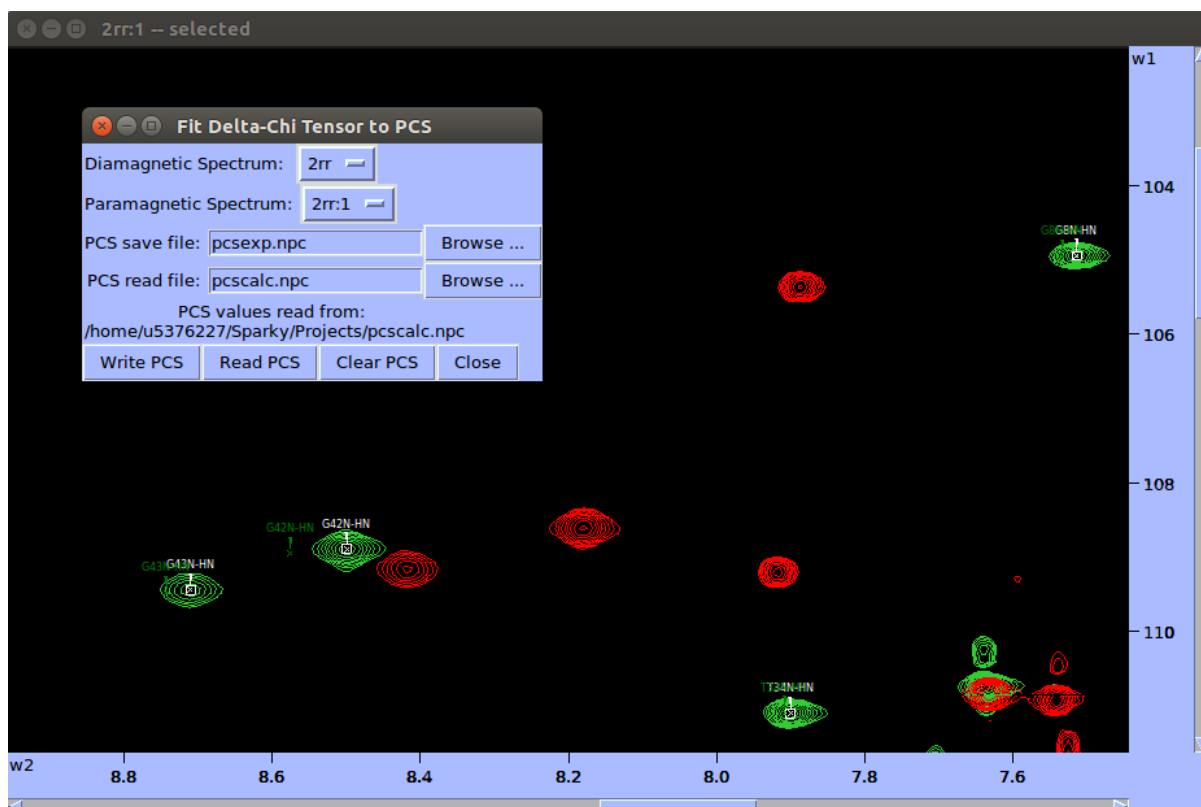 2rr:1 -- selected
w1
Fit Delta-Chi Tensor to PCS
Diamagnetic Spectrum: 2rr
Paramagnetic Spectrum: 2rr:1
PCS save file: pcsexp.npc Browse ...
PCS read file: pcscalc.npc Browse ...
PCS values read from:
/home/u5376227/Sparky/Projects/pcscalc.npc
Write PCS Read PCS Clear PCS Close
104
G8N-HN
106
108
G42N-HN G42N-HN
G43N-HN
110
T34N-HN
w2
8.8 8.6 8.4 8.2 8.0 7.8 7.6